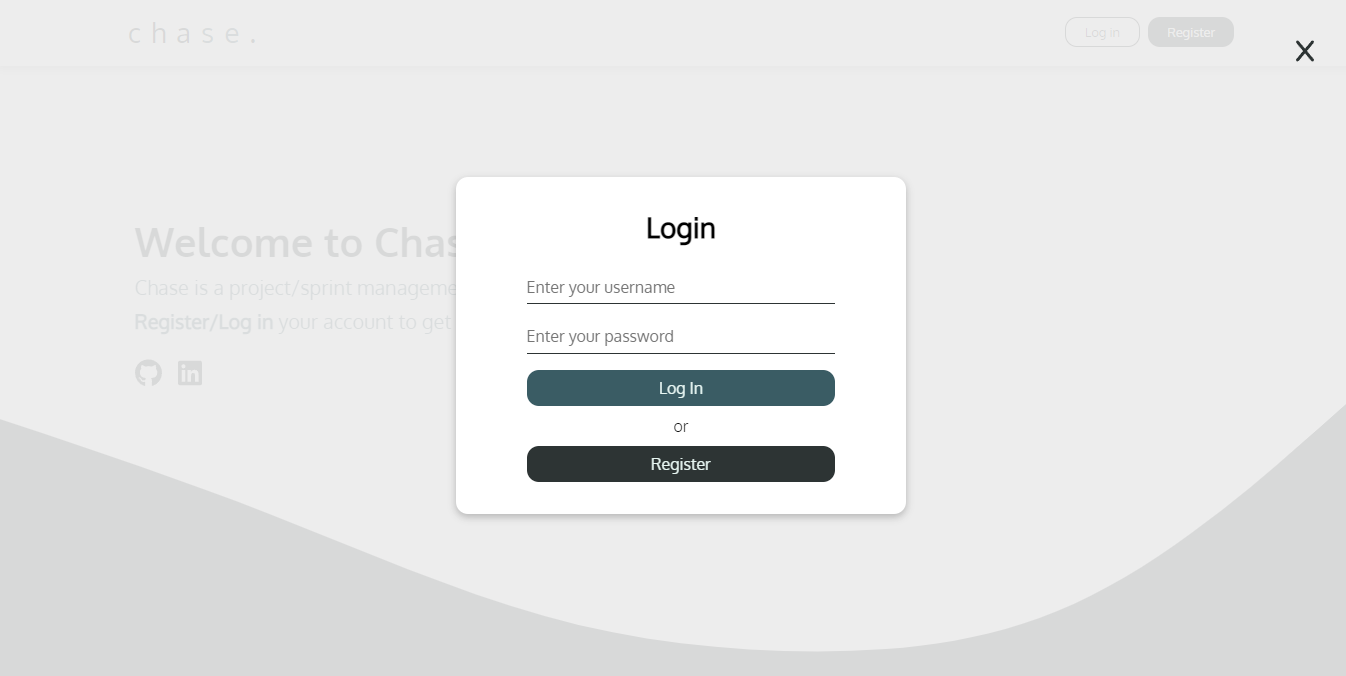 chase.
Log in
Register
X
Login
Welcome to Chas
Enter your username
Chase is a project/sprint manageme
Register/Log in your account to get
Enter your password
Log In
or
Register